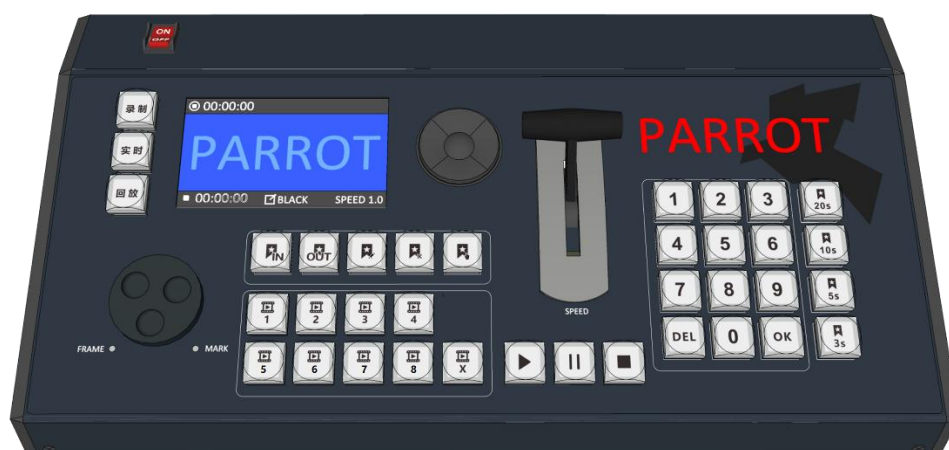 ON
OFF
录制
实时
回放
00:00:00
PARROT
00:00:00 BLACK SPEED 1.0
PARROT
IN OUT
1 2 3 4
5 6 7 8 X
FRAME MARK
SPEED
1 2 3 20s
4 5 6 10s
7 8 9 5s
DEL 0 OK 3s